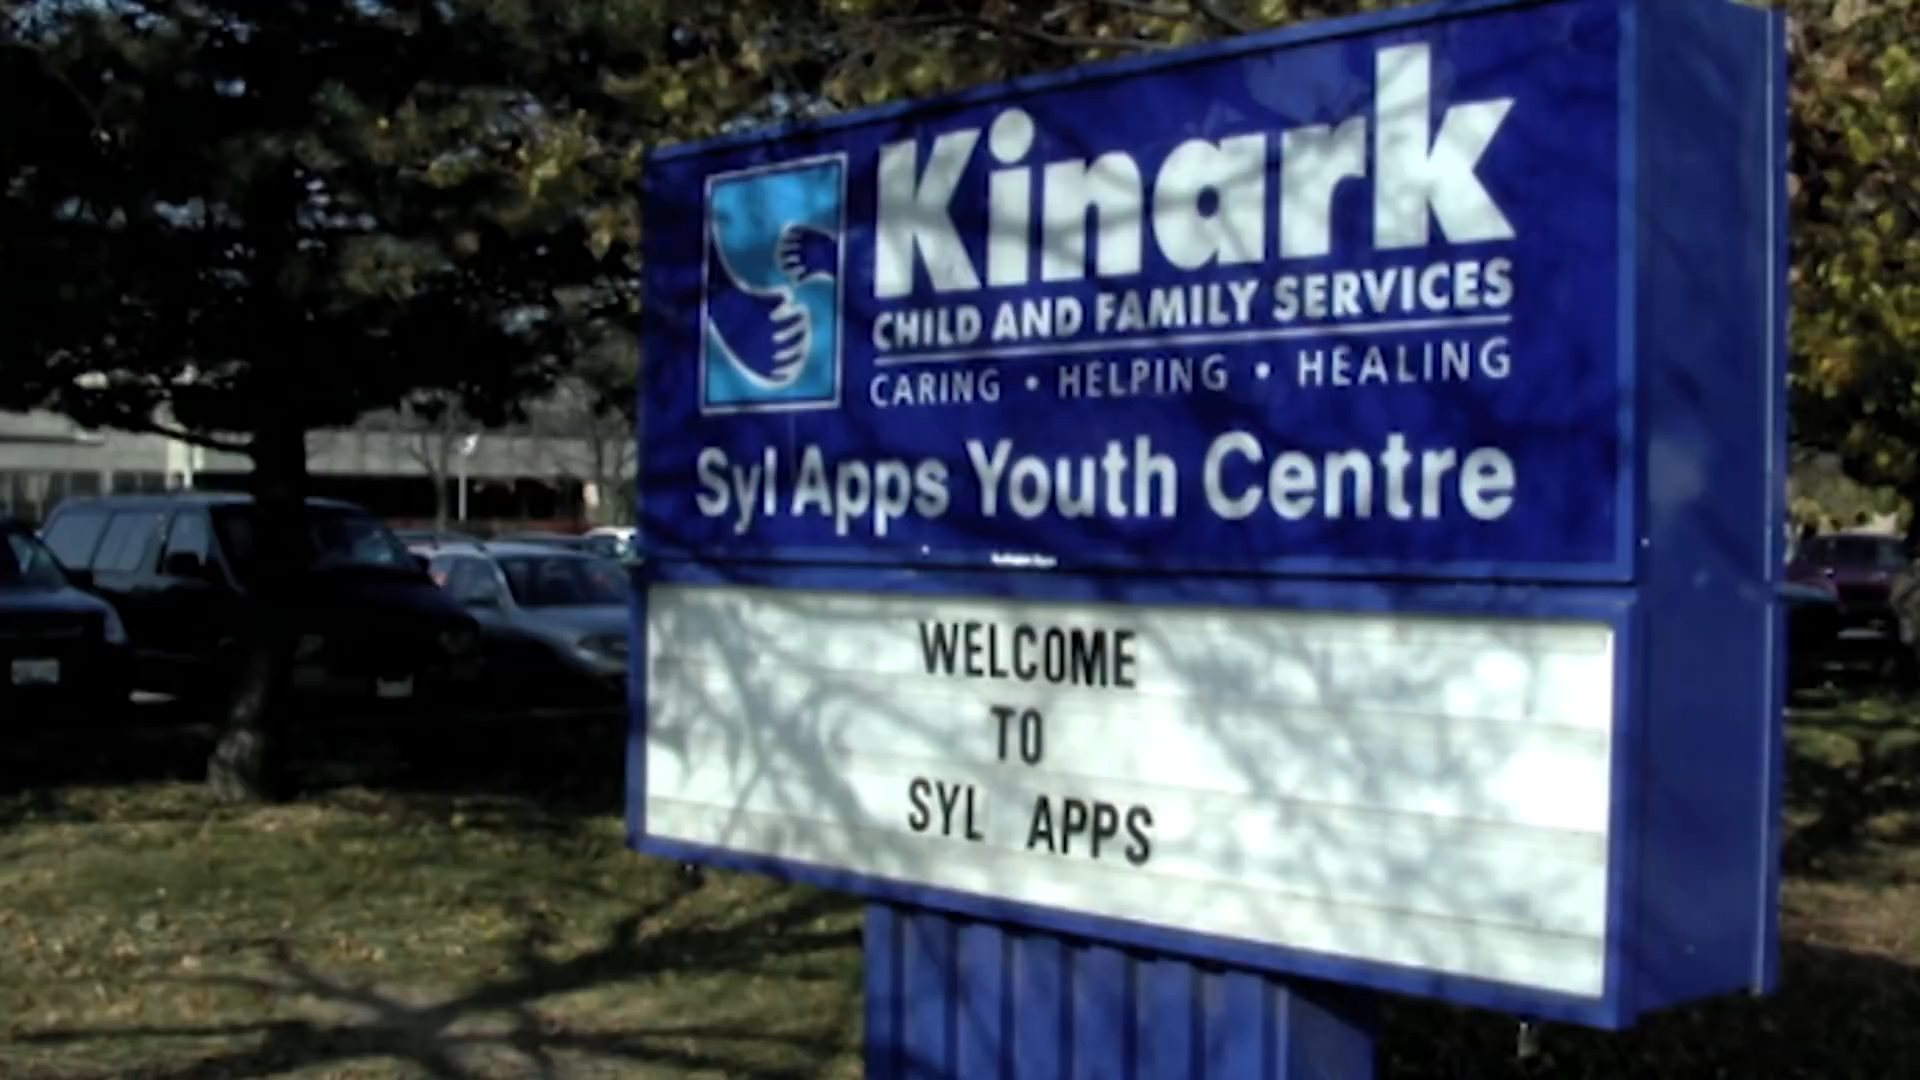 Kinark
CHILD AND FAMILY SERVICES
CARING • HELPING • HEALING
Syl Apps Youth Centre
WELCOME
TO
SYL APPS